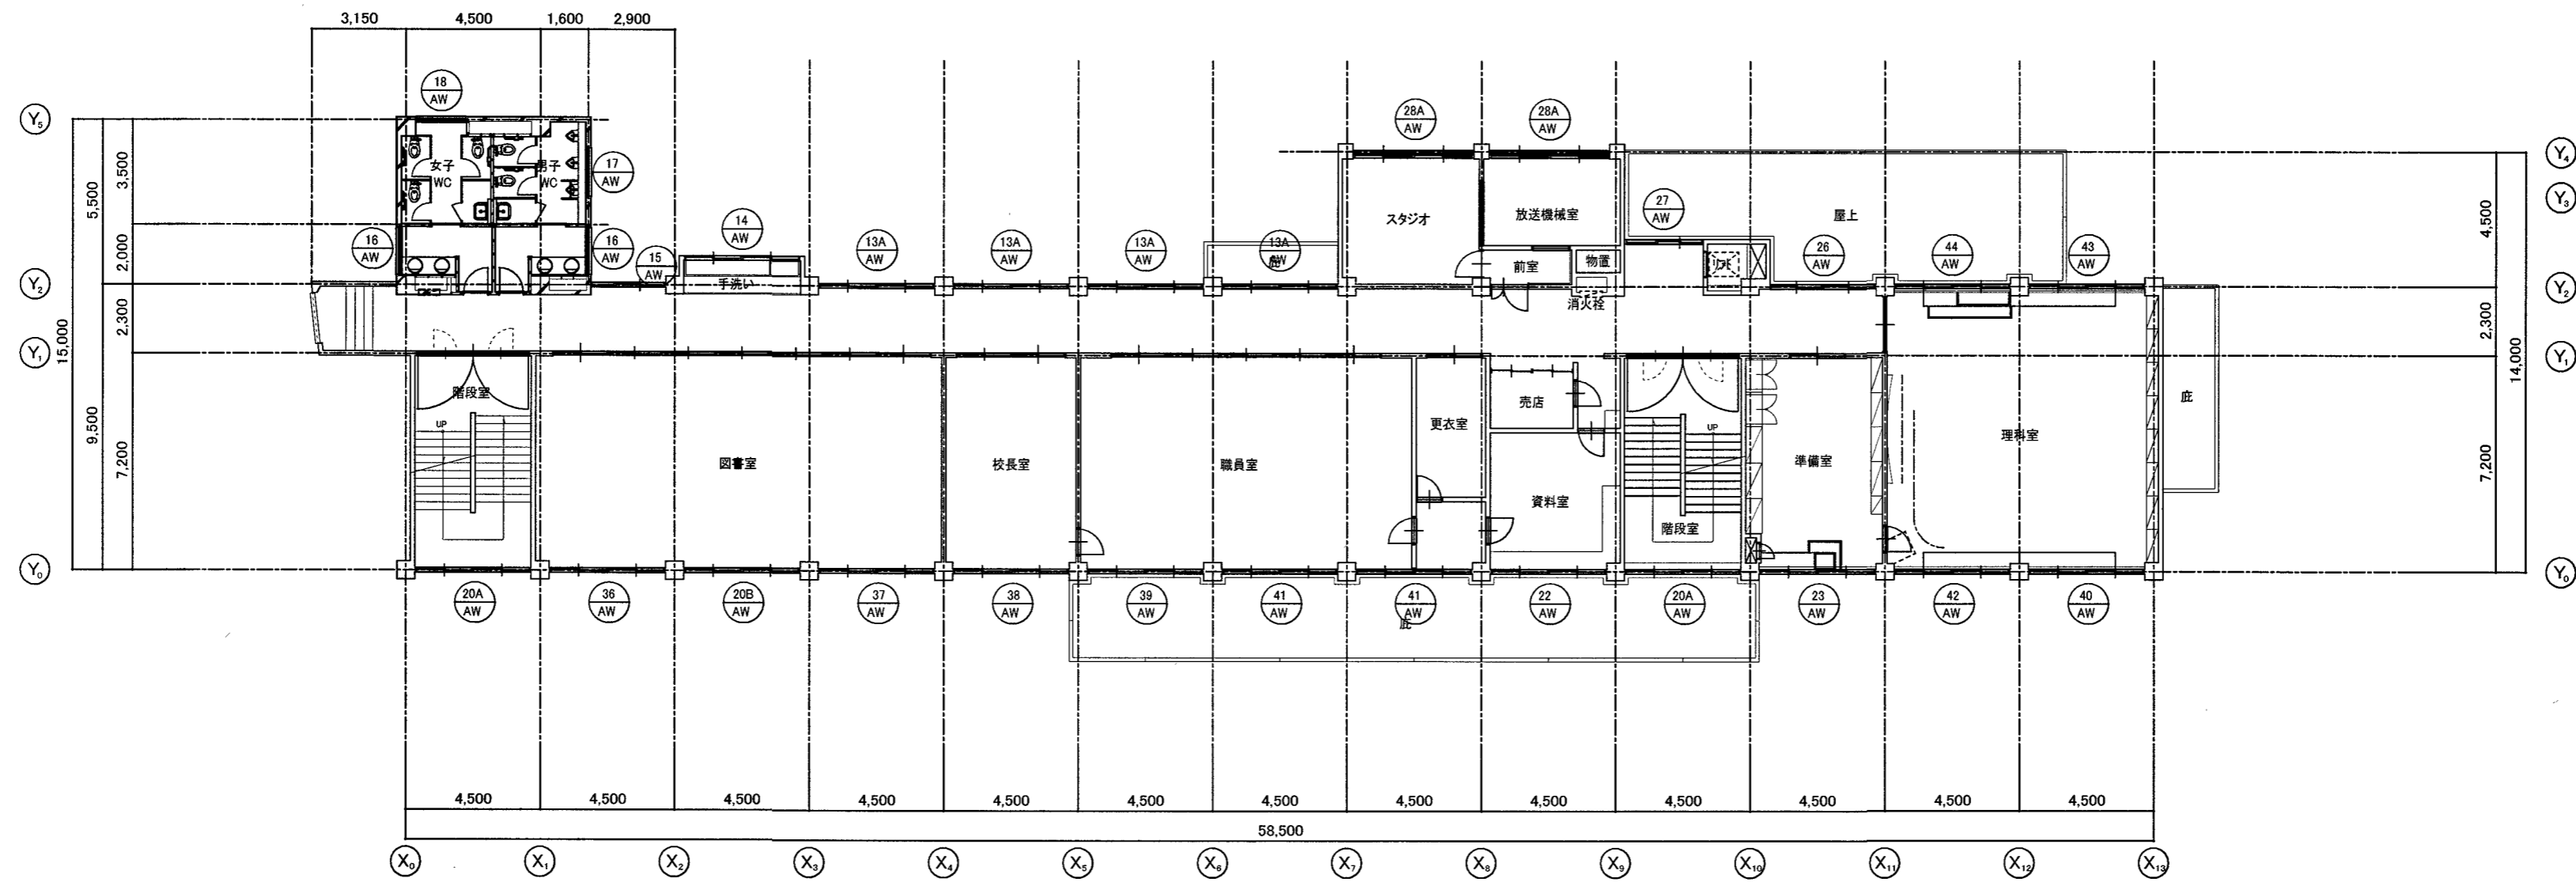 3,150 4,500 1,600 2,900
18
AW
28A
AW
28A
AW
Y₅
Y₄
3,500
5,500
女子
WC
男子
WC
17
AW
Y₃
スタジオ
放送機械室
27
AW
屋上
4,500
14
AW
16
AW
16
AW
15
AW
13A
AW
13A
AW
13A
AW
13A
AW
庇
26
AW
44
AW
43
AW
2,000
前室
物置
リフト
Y₂
手洗い
消火栓
Y₂
2,300
15,000
2,300
14,000
Y₁
Y₁
階段室
UP
図書室
校長室
職員室
更衣室
売店
資料室
UP
階段室
準備室
理科室
庇
9,500
7,200
7,200
Y₀
Y₀
20A
AW
36
AW
20B
AW
37
AW
38
AW
39
AW
41
AW
41
AW
22
AW
20A
AW
23
AW
42
AW
40
AW
庇
4,500 4,500 4,500 4,500 4,500 4,500 4,500 4,500 4,500 4,500 4,500 4,500 4,500
58,500
X₀ X₁ X₂ X₃ X₄ X₅ X₆ X₇ X₈ X₉ X₁₀ X₁₁ X₁₂ X₁₃